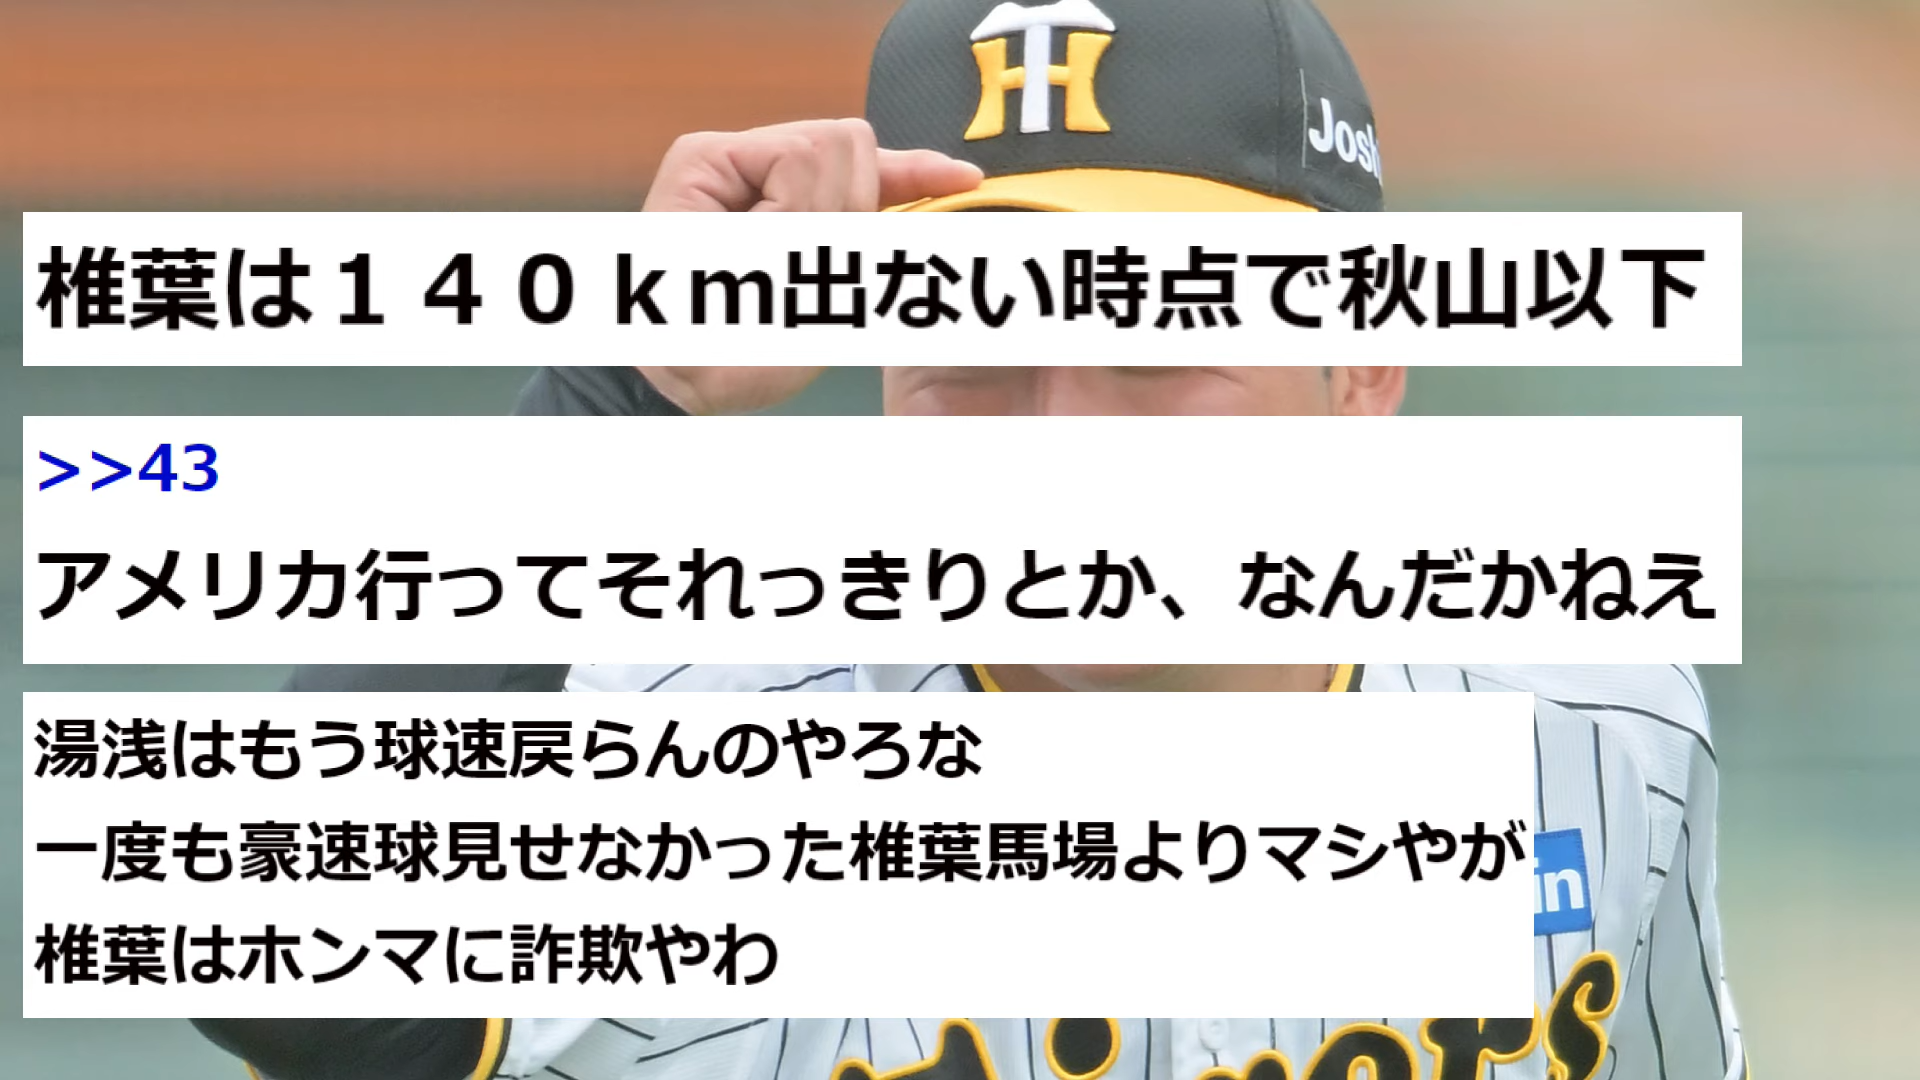 TH
Josh
椎葉は１４０ｋｍ出ない時点で秋山以下
>>43
アメリカ行ってそれっきりとか、なんだかねえ
湯浅はもう球速戻らんのやろな
一度も豪速球見せなかった椎葉馬場よりマシやが
椎葉はホンマに詐欺やわ
in
Tigers